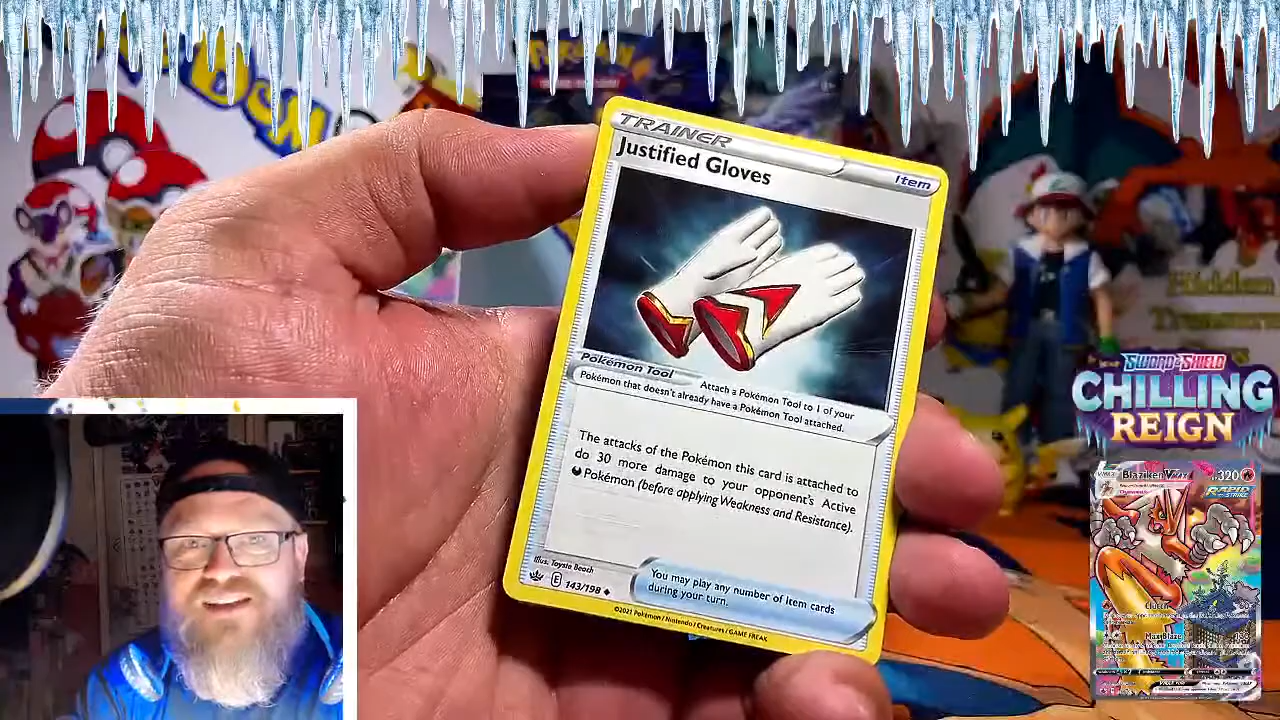 POKÉMON
TRAINER
Item
Justified Gloves
Pokémon Tool
Attach a Pokémon Tool to 1 of your
Pokémon that doesn't already have a Pokémon Tool attached.
The attacks of the Pokémon this card is attached to
do 30 more damage to your opponent's Active
Pokémon (before applying Weakness and Resistance).
Illus. Toyste Beach
E 143/198
You may play any number of Item cards
during your turn.
©2021 Pokémon/Nintendo/Creatures/GAME FREAK
Hidden
SWORD & SHIELD
CHILLING
REIGN
Blaziken VMAX
320
RAPID
STRIKE
Clutch
Max Blaze